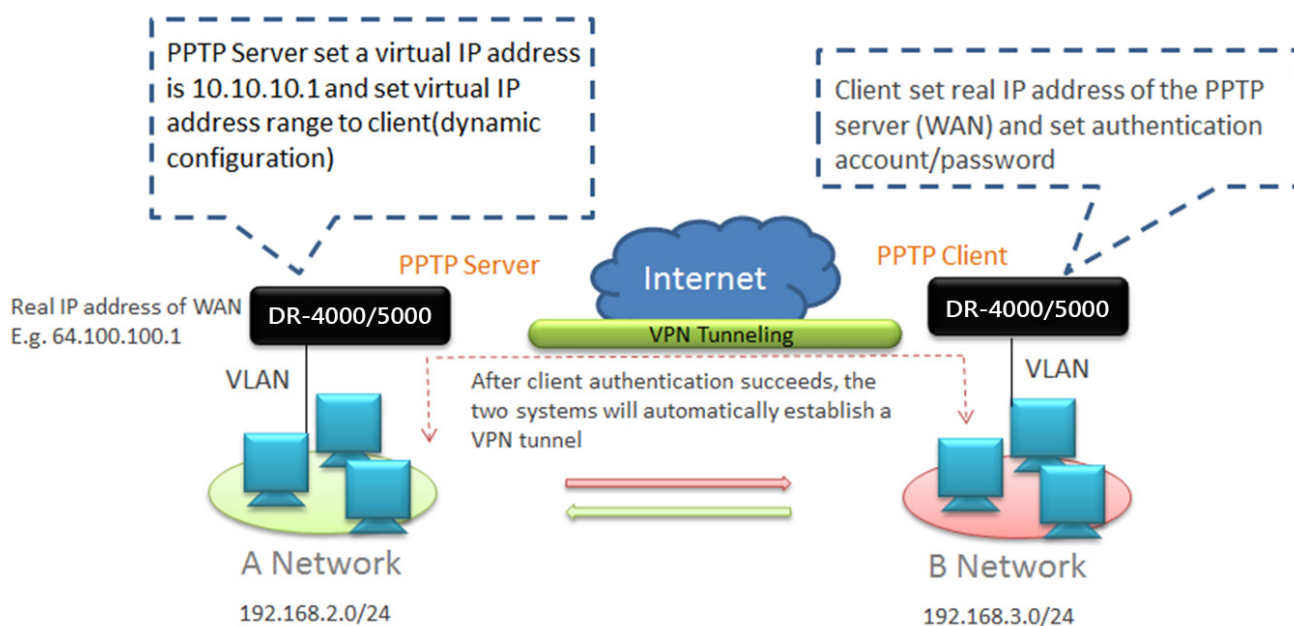 PPTP Server set a virtual IP address
is 10.10.10.1 and set virtual IP
address range to client(dynamic
configuration)
Client set real IP address of the PPTP
server (WAN) and set authentication
account/password
PPTP Server
Internet
PPTP Client
Real IP address of WAN
E.g. 64.100.100.1
DR-4000/5000
DR-4000/5000
VPN Tunneling
VLAN
VLAN
After client authentication succeeds, the
two systems will automatically establish a
VPN tunnel
A Network
192.168.2.0/24
B Network
192.168.3.0/24